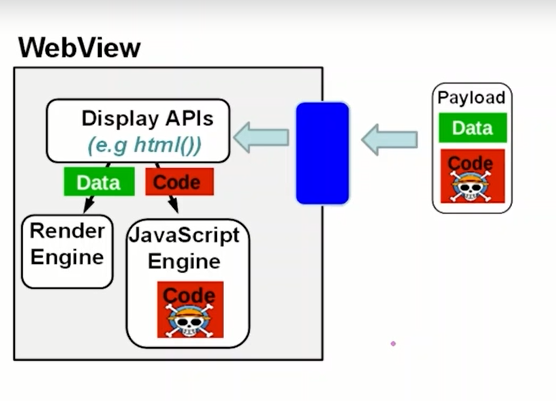 WebView
Display APIs
(e.g html())
Data
Code
Render
Engine
JavaScript
Engine
Code
Payload
Data
Code